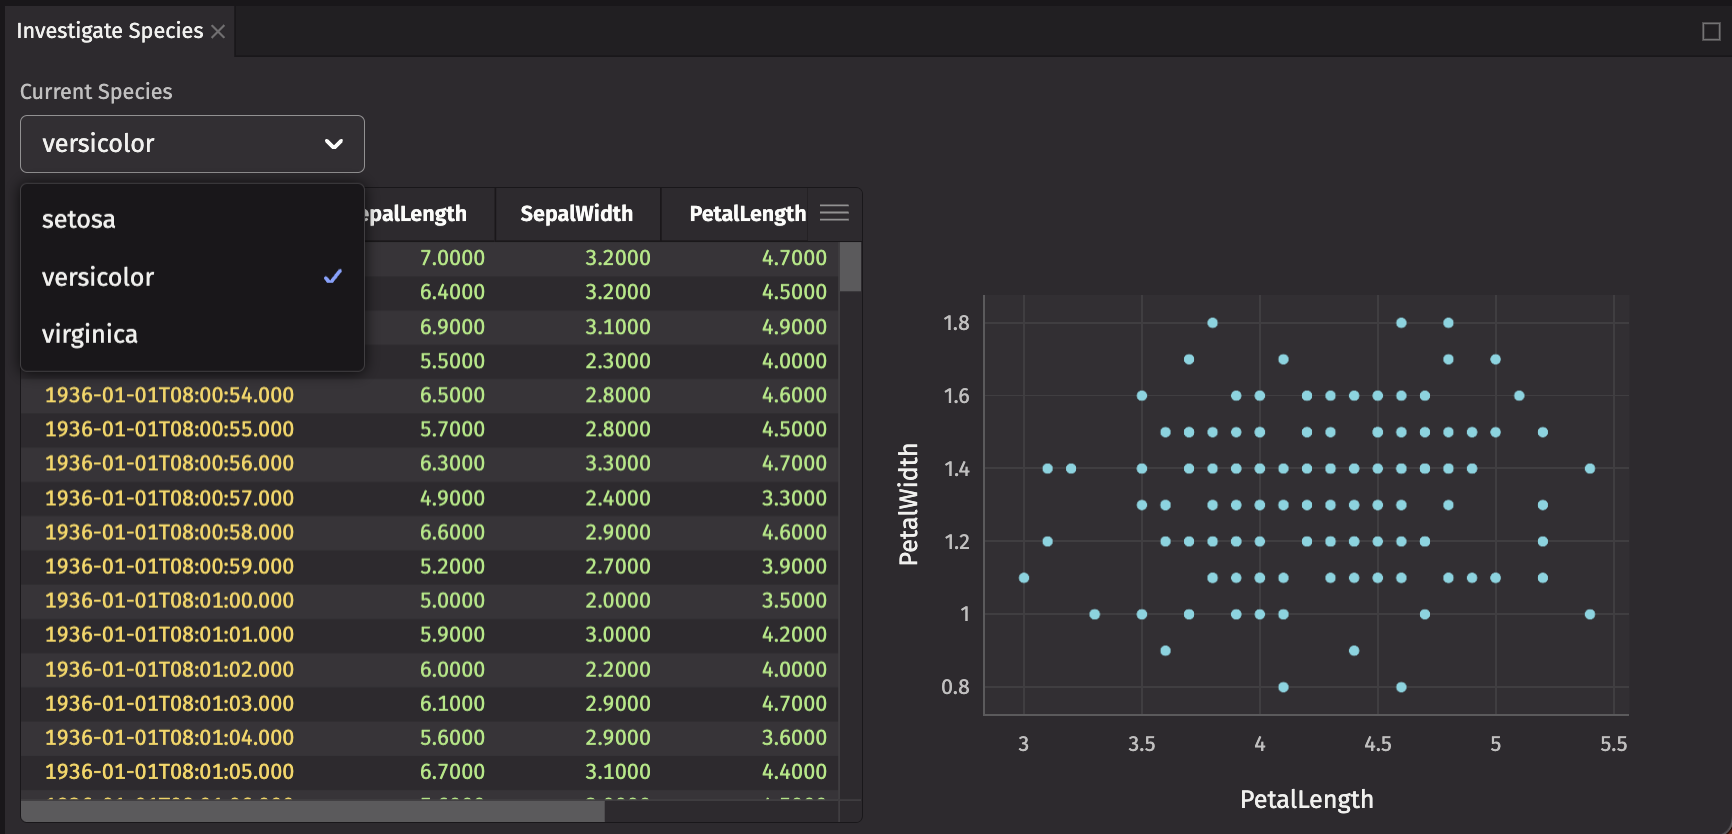 Investigate Species
Current Species
versicolor
setosa
versicolor
virginica
epalLength SepalWidth PetalLength
7.0000 3.2000 4.7000
6.4000 3.2000 4.5000
6.9000 3.1000 4.9000
5.5000 2.3000 4.0000
1936-01-01T08:00:54.000 6.5000 2.8000 4.6000
1936-01-01T08:00:55.000 5.7000 2.8000 4.5000
1936-01-01T08:00:56.000 6.3000 3.3000 4.7000
1936-01-01T08:00:57.000 4.9000 2.4000 3.3000
1936-01-01T08:00:58.000 6.6000 2.9000 4.6000
1936-01-01T08:00:59.000 5.2000 2.7000 3.9000
1936-01-01T08:01:00.000 5.0000 2.0000 3.5000
1936-01-01T08:01:01.000 5.9000 3.0000 4.2000
1936-01-01T08:01:02.000 6.0000 2.2000 4.0000
1936-01-01T08:01:03.000 6.1000 2.9000 4.7000
1936-01-01T08:01:04.000 5.6000 2.9000 3.6000
1936-01-01T08:01:05.000 6.7000 3.1000 4.4000
PetalWidth
1.8
1.6
1.4
1.2
1
0.8
3 3.5 4 4.5 5 5.5
PetalLength